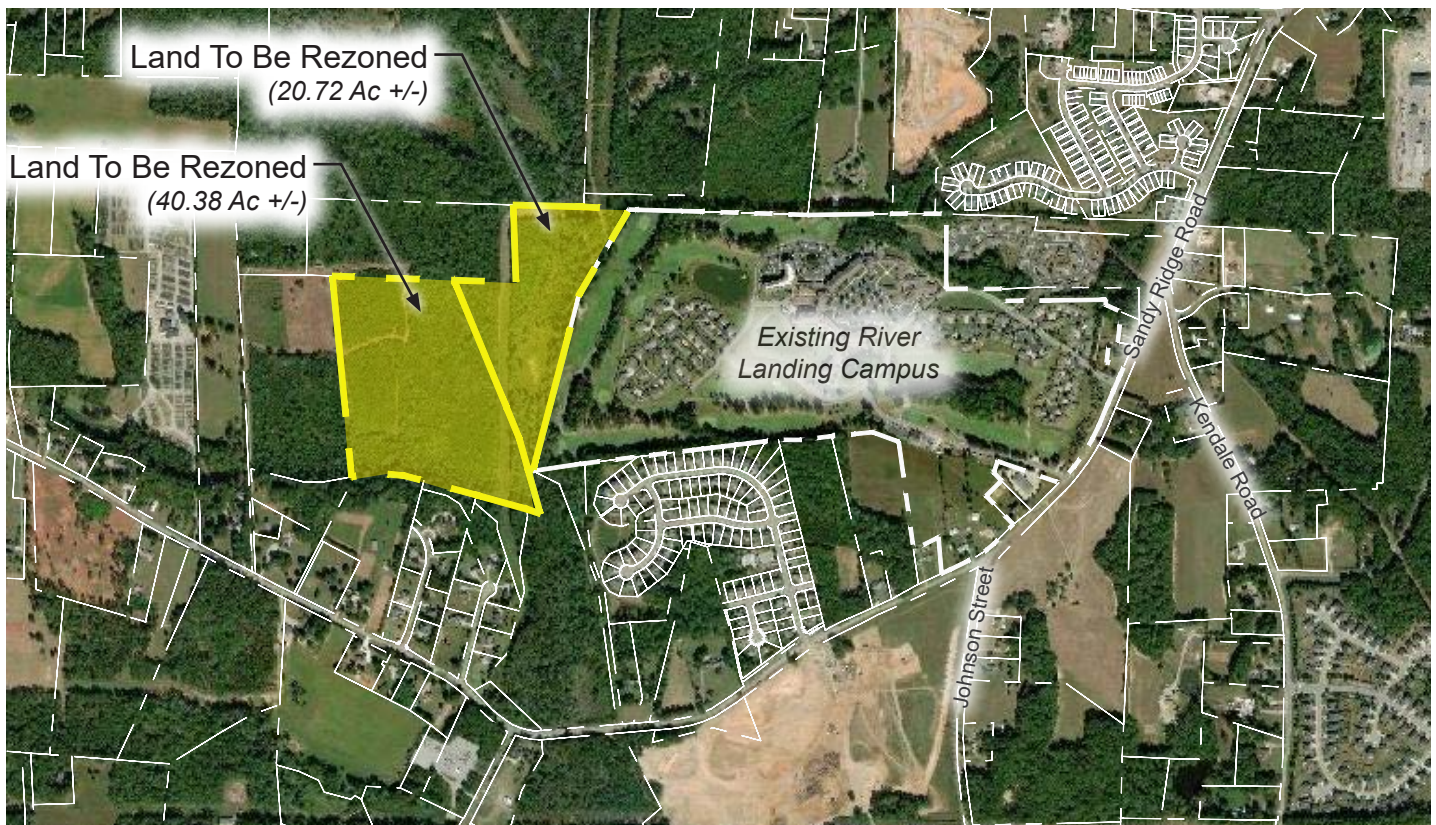 Land To Be Rezoned
(20.72 Ac +/-)
Land To Be Rezoned
(40.38 Ac +/-)
Existing River
Landing Campus
Sandy Ridge Road
Kendale Road
Johnson Street